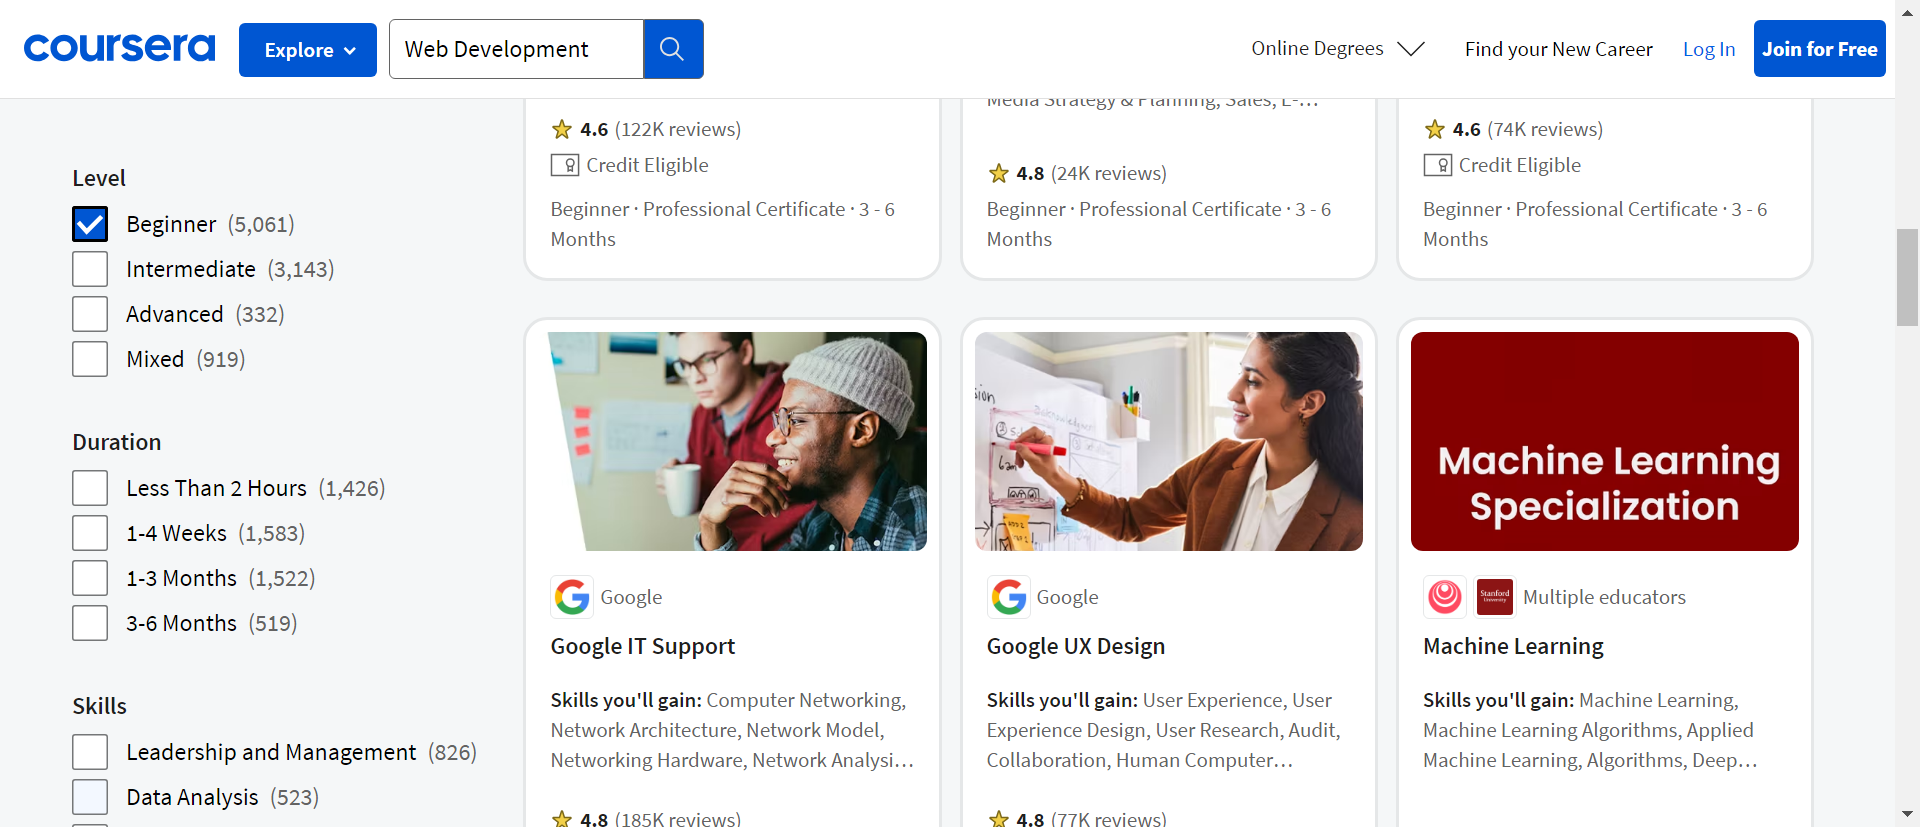 coursera
Explore
Web Development
Online Degrees
Find your New Career
Log In
Join for Free
Level
Beginner (5,061)
Intermediate (3,143)
Advanced (332)
Mixed (919)
Duration
Less Than 2 Hours (1,426)
1-4 Weeks (1,583)
1-3 Months (1,522)
3-6 Months (519)
Skills
Leadership and Management (826)
Data Analysis (523)
4.6 (122K reviews)
Credit Eligible
Beginner · Professional Certificate · 3 - 6
Months
Media Strategy & Planning, Sales, E-...
4.8 (24K reviews)
Beginner · Professional Certificate · 3 - 6
Months
4.6 (74K reviews)
Credit Eligible
Beginner · Professional Certificate · 3 - 6
Months
Google
Google IT Support
Skills you'll gain: Computer Networking,
Network Architecture, Network Model,
Networking Hardware, Network Analysi...
4.8 (185K reviews)
Google
Google UX Design
Skills you'll gain: User Experience, User
Experience Design, User Research, Audit,
Collaboration, Human Computer...
4.8 (77K reviews)
Machine Learning
Specialization
Stanford
University
Multiple educators
Machine Learning
Skills you'll gain: Machine Learning,
Machine Learning Algorithms, Applied
Machine Learning, Algorithms, Deep...